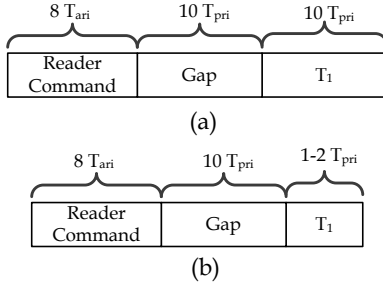 8 Tari 10 Tpri 10 Tpri
Reader Command Gap T1
(a)
8 Tari 10 Tpri 1-2 Tpri
Reader Command Gap T1
(b)